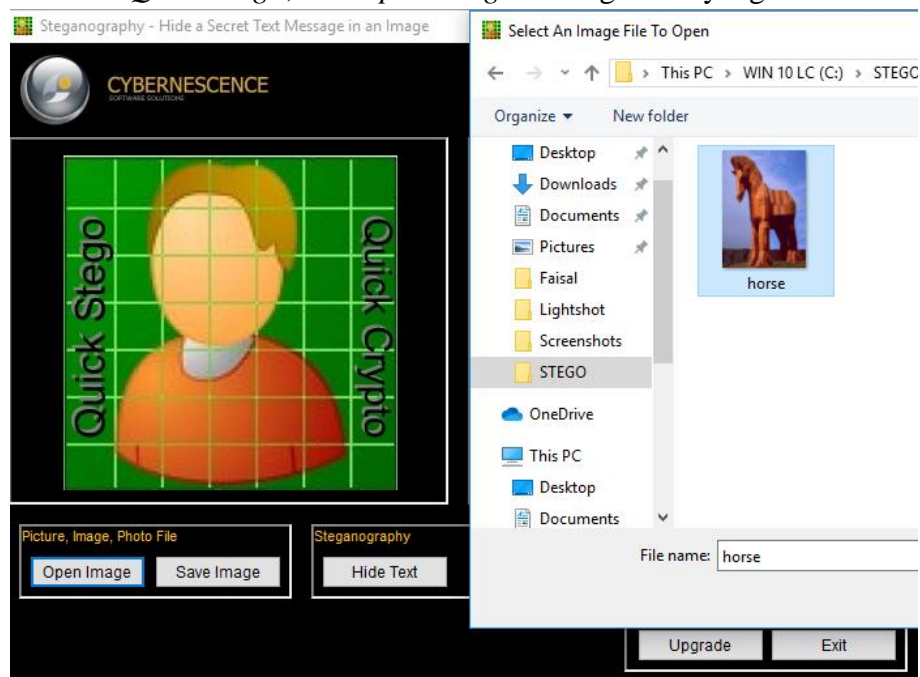 Steganography - Hide a Secret Text Message in an Image
CYBERNESCENCE
SOFTWARE SOLUTIONS
Quick Stego
Quick Crypto
Picture, Image, Photo File
Open Image
Save Image
Steganography
Hide Text
Select An Image File To Open
This PC > WIN 10 LC (C:) > STEGO
Organize
New folder
Desktop
Downloads
Documents
Pictures
Faisal
Lightshot
Screenshots
STEGO
OneDrive
This PC
Desktop
Documents
horse
File name: horse
Upgrade
Exit